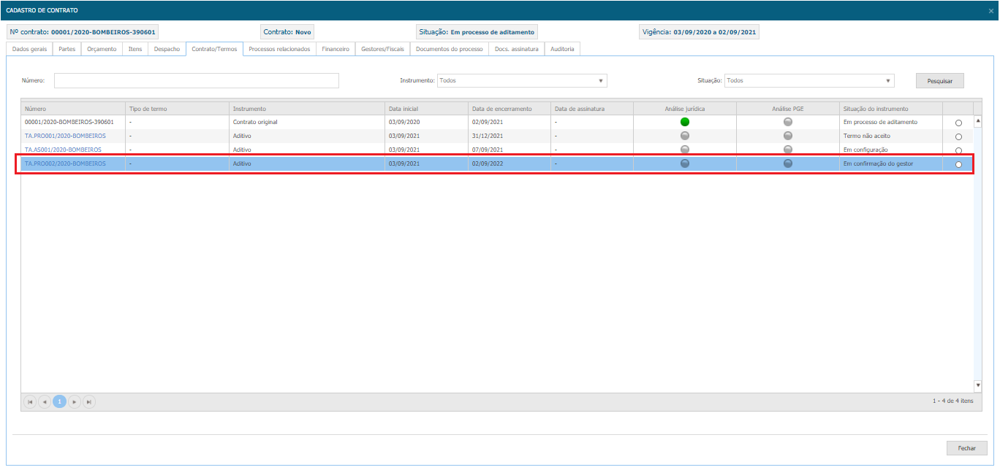 CADASTRO DE CONTRATO ×
Nº contrato: 00001/2020-BOMBEIROS-390601 Contrato: Novo Situação: Em processo de aditamento Vigência: 03/09/2020 a 02/09/2021
Dados gerais Partes Orçamento Itens Despacho Contrato/Termos Processos relacionados Financeiro Gestores/Fiscais Documentos do processo Docs. assinatura Auditoria
Número: Instrumento: Todos Situação: Todos Pesquisar
Número Tipo de termo Instrumento Data inicial Data de encerramento Data de assinatura Análise jurídica Análise PGE Situação do instrumento
00001/2020-BOMBEIROS-390601 - Contrato original 03/09/2020 02/09/2021 - Em processo de aditamento
TA.PRO001/2020-BOMBEIROS - Aditivo 03/09/2021 31/12/2021 - Termo não aceito
TA.AS001/2020-BOMBEIROS - Aditivo 03/09/2021 07/09/2021 - Em configuração
TA.PRO002/2020-BOMBEIROS - Aditivo 03/09/2021 02/09/2022 - Em confirmação do gestor
1 1 - 4 de 4 itens
Fechar